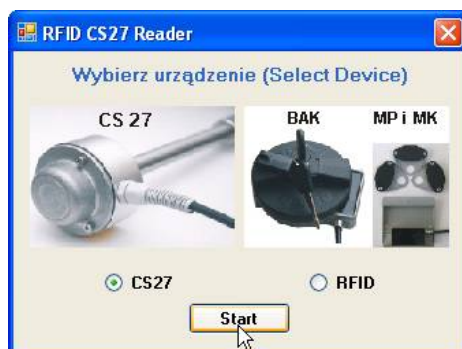 RFID CS27 Reader
Wybierz urządzenie (Select Device)
CS 27
BAK
MP i MK
CS27
RFID
Start